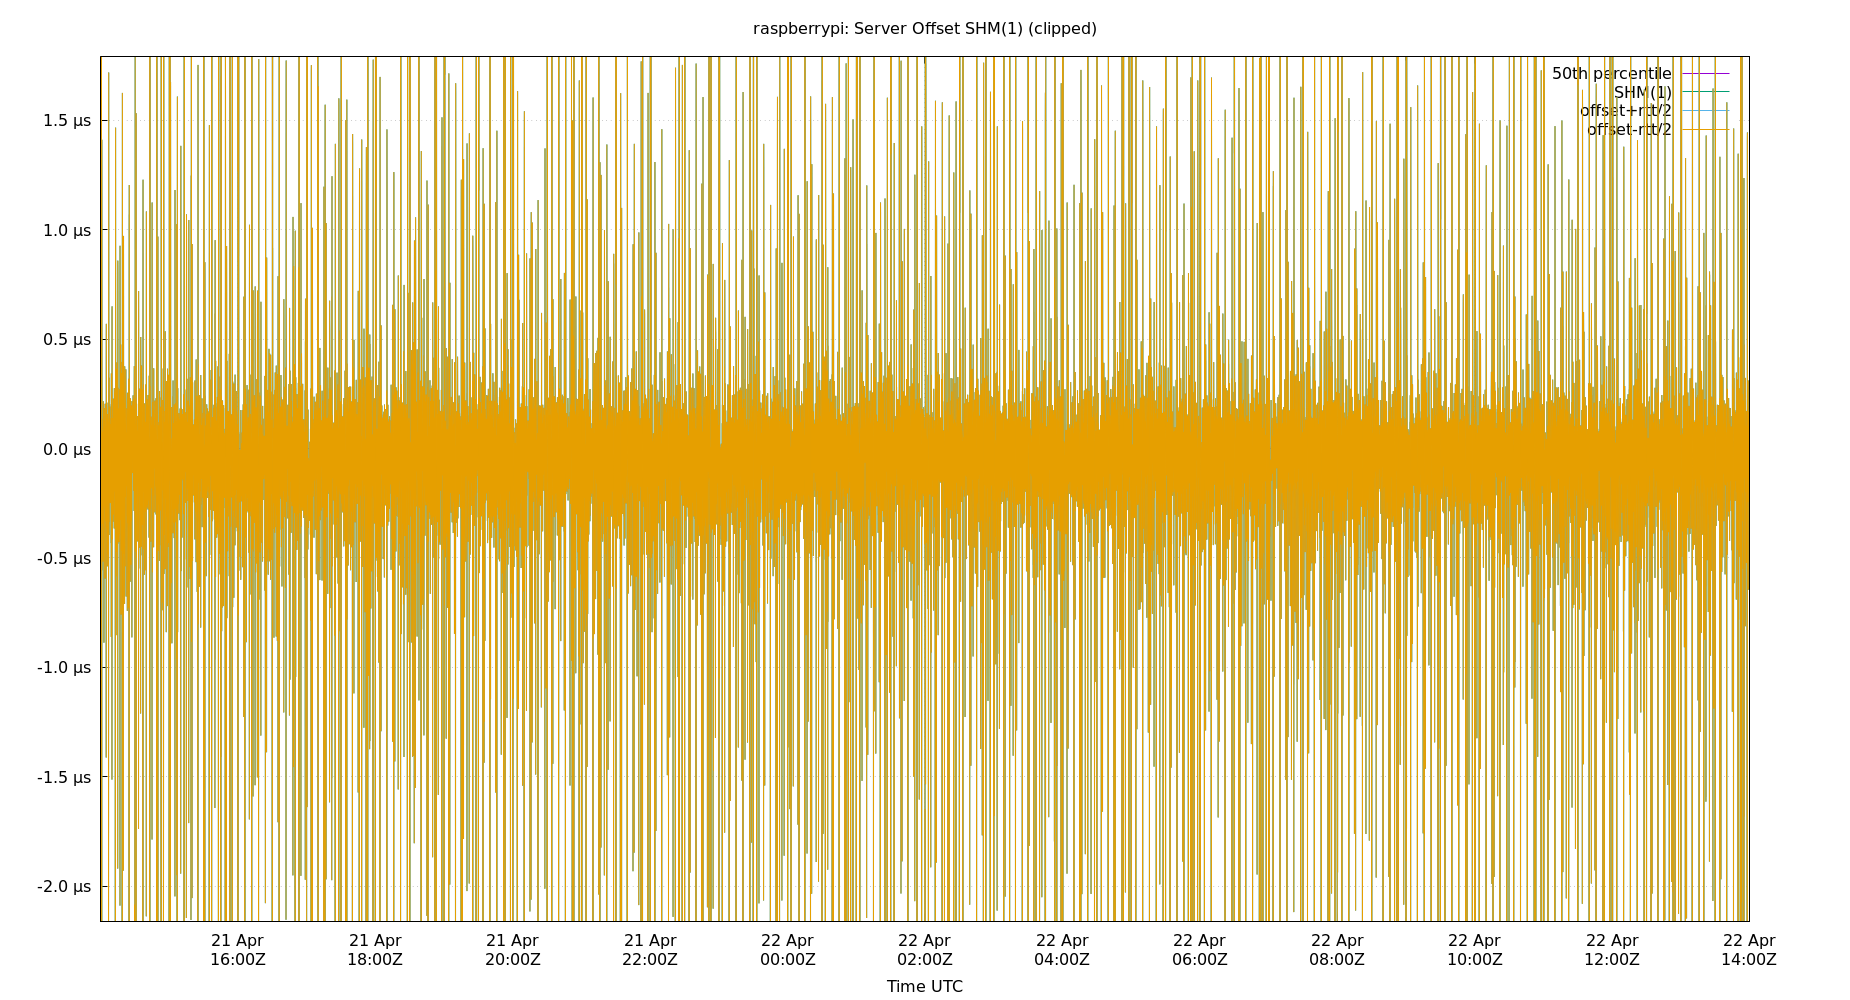 raspberrypi: Server Offset SHM(1) (clipped)
50th percentile
SHM(1)
offset+rtt/2
offset-rtt/2
1.5 µs
1.0 µs
0.5 µs
0.0 µs
-0.5 µs
-1.0 µs
-1.5 µs
-2.0 µs
21 Apr 21 Apr 21 Apr 21 Apr 22 Apr 22 Apr 22 Apr 22 Apr 22 Apr 22 Apr 22 Apr 22 Apr
16:00Z 18:00Z 20:00Z 22:00Z 00:00Z 02:00Z 04:00Z 06:00Z 08:00Z 10:00Z 12:00Z 14:00Z
Time UTC